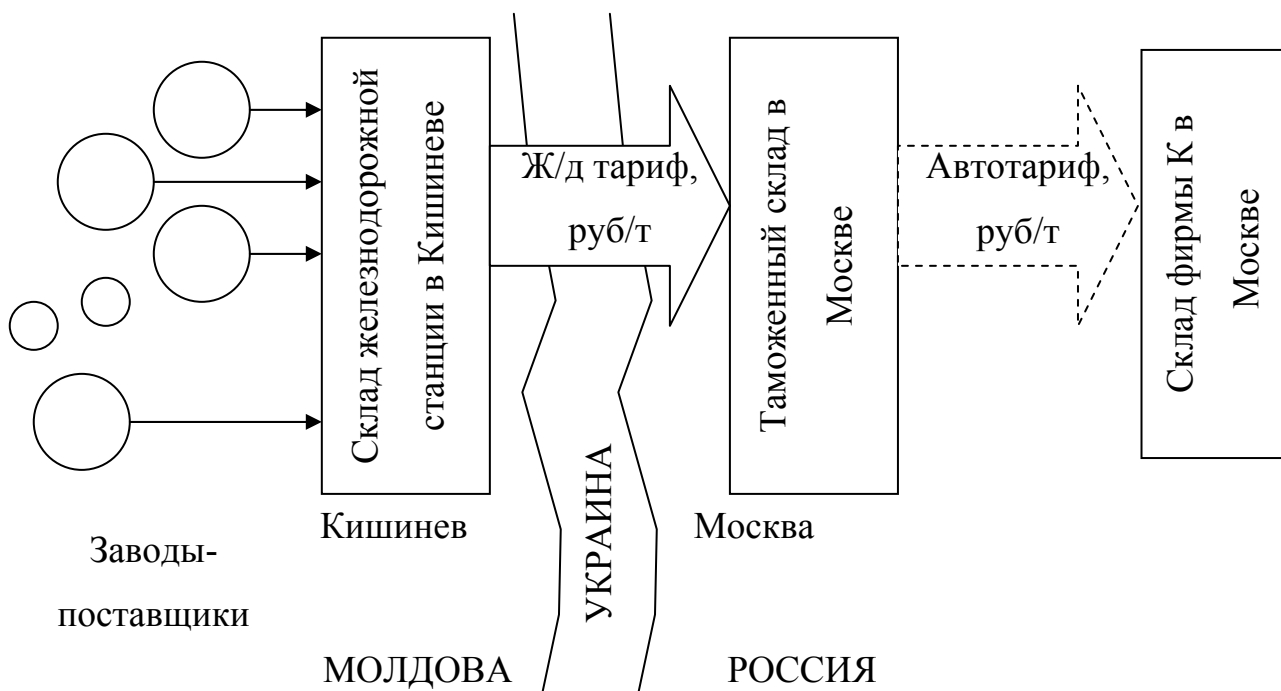 Склад железнодорожной
станции в Кишиневе
Ж/д тариф,
руб/т
Таможенный склад в
Москве
Автотариф,
руб/т
Склад фирмы К в
Москве
Кишинев
Москва
Заводы-
поставщики
УКРАИНА
МОЛДОВА
РОССИЯ